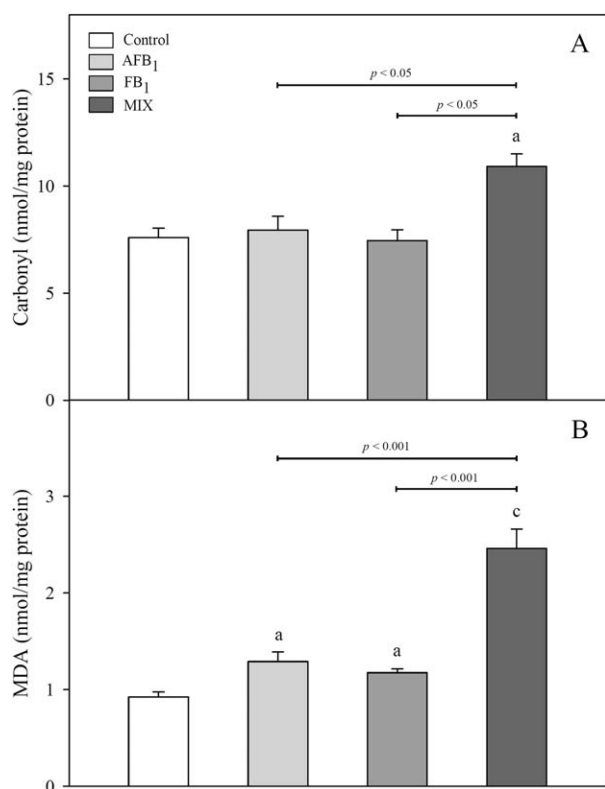 Control
AFB1
FB1
MIX
A
p < 0.05
p < 0.05
a
Carbonyl (nmol/mg protein)
15
10
5
0
B
p < 0.001
p < 0.001
c
a
a
MDA (nmol/mg protein)
3
2
1
0